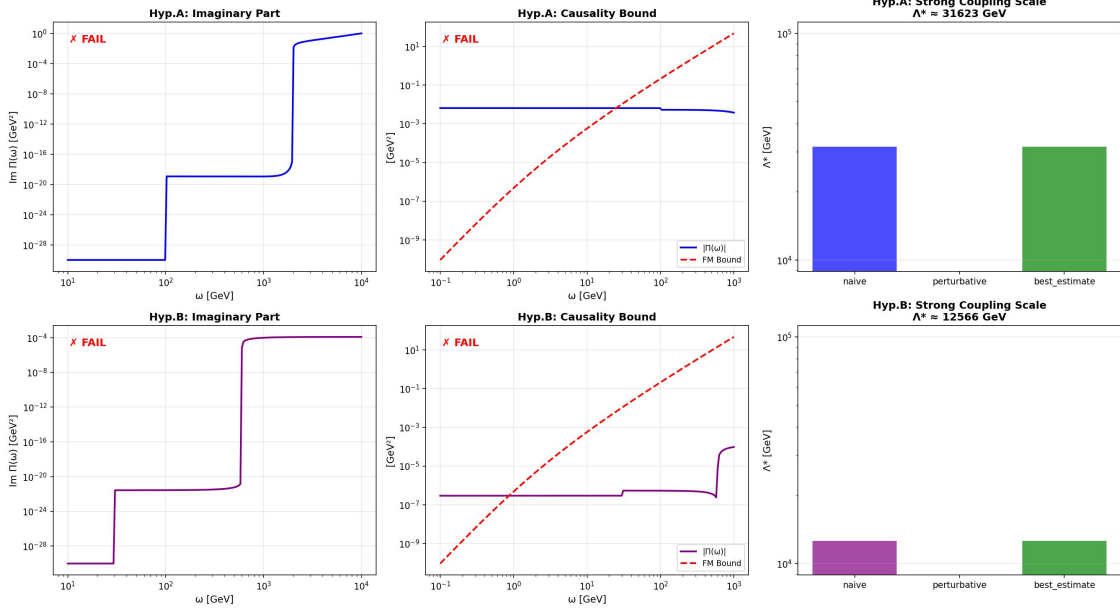 Hyp.A: Imaginary Part
✗ FAIL
Im Π(ω) [GeV²]
10⁰
10⁻⁴
10⁻⁸
10⁻¹²
10⁻¹⁶
10⁻²⁰
10⁻²⁴
10⁻²⁸
10¹ 10² 10³ 10⁴
ω [GeV]
Hyp.A: Causality Bound
✗ FAIL
[GeV²]
10¹
10⁻¹
10⁻³
10⁻⁵
10⁻⁷
10⁻⁹
|Π(ω)|
FM Bound
10⁻¹ 10⁰ 10¹ 10² 10³
ω [GeV]
Hyp.A: Strong Coupling Scale
Λ* ≈ 31623 GeV
Λ* [GeV]
10⁵
10⁴
naive perturbative best_estimate
Hyp.B: Imaginary Part
✗ FAIL
Im Π(ω) [GeV²]
10⁻⁴
10⁻⁸
10⁻¹²
10⁻¹⁶
10⁻²⁰
10⁻²⁴
10⁻²⁸
10¹ 10² 10³ 10⁴
ω [GeV]
Hyp.B: Causality Bound
✗ FAIL
[GeV²]
10¹
10⁻¹
10⁻³
10⁻⁵
10⁻⁷
10⁻⁹
|Π(ω)|
FM Bound
10⁻¹ 10⁰ 10¹ 10² 10³
ω [GeV]
Hyp.B: Strong Coupling Scale
Λ* ≈ 12566 GeV
Λ* [GeV]
10⁵
10⁴
naive perturbative best_estimate